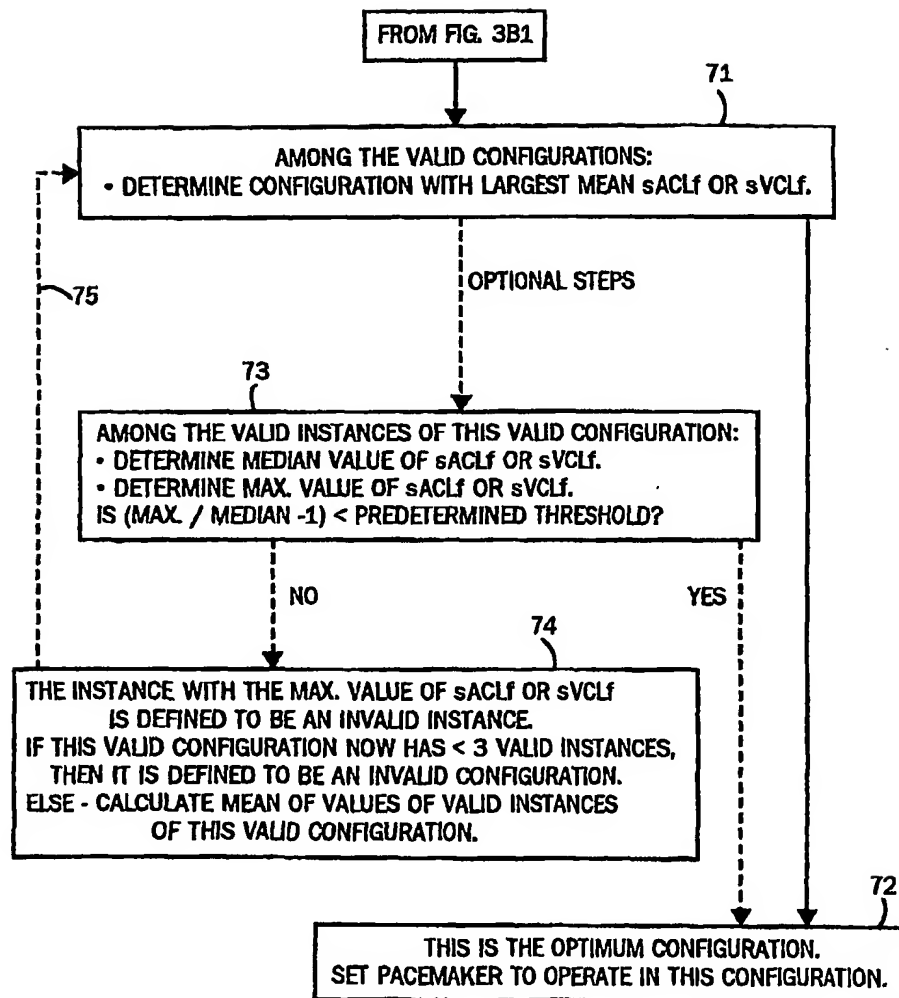 FROM FIG. 3B1
71
AMONG THE VALID CONFIGURATIONS:
• DETERMINE CONFIGURATION WITH LARGEST MEAN sACLf OR sVCLf.
75
OPTIONAL STEPS
73
AMONG THE VALID INSTANCES OF THIS VALID CONFIGURATION:
• DETERMINE MEDIAN VALUE OF sACLf OR sVCLf.
• DETERMINE MAX. VALUE OF sACLf OR sVCLf.
IS (MAX. / MEDIAN -1) < PREDETERMINED THRESHOLD?
NO
YES
74
THE INSTANCE WITH THE MAX. VALUE OF sACLf OR sVCLf
IS DEFINED TO BE AN INVALID INSTANCE.
IF THIS VALID CONFIGURATION NOW HAS < 3 VALID INSTANCES,
THEN IT IS DEFINED TO BE AN INVALID CONFIGURATION.
ELSE - CALCULATE MEAN OF VALUES OF VALID INSTANCES
OF THIS VALID CONFIGURATION.
72
THIS IS THE OPTIMUM CONFIGURATION.
SET PACEMAKER TO OPERATE IN THIS CONFIGURATION.